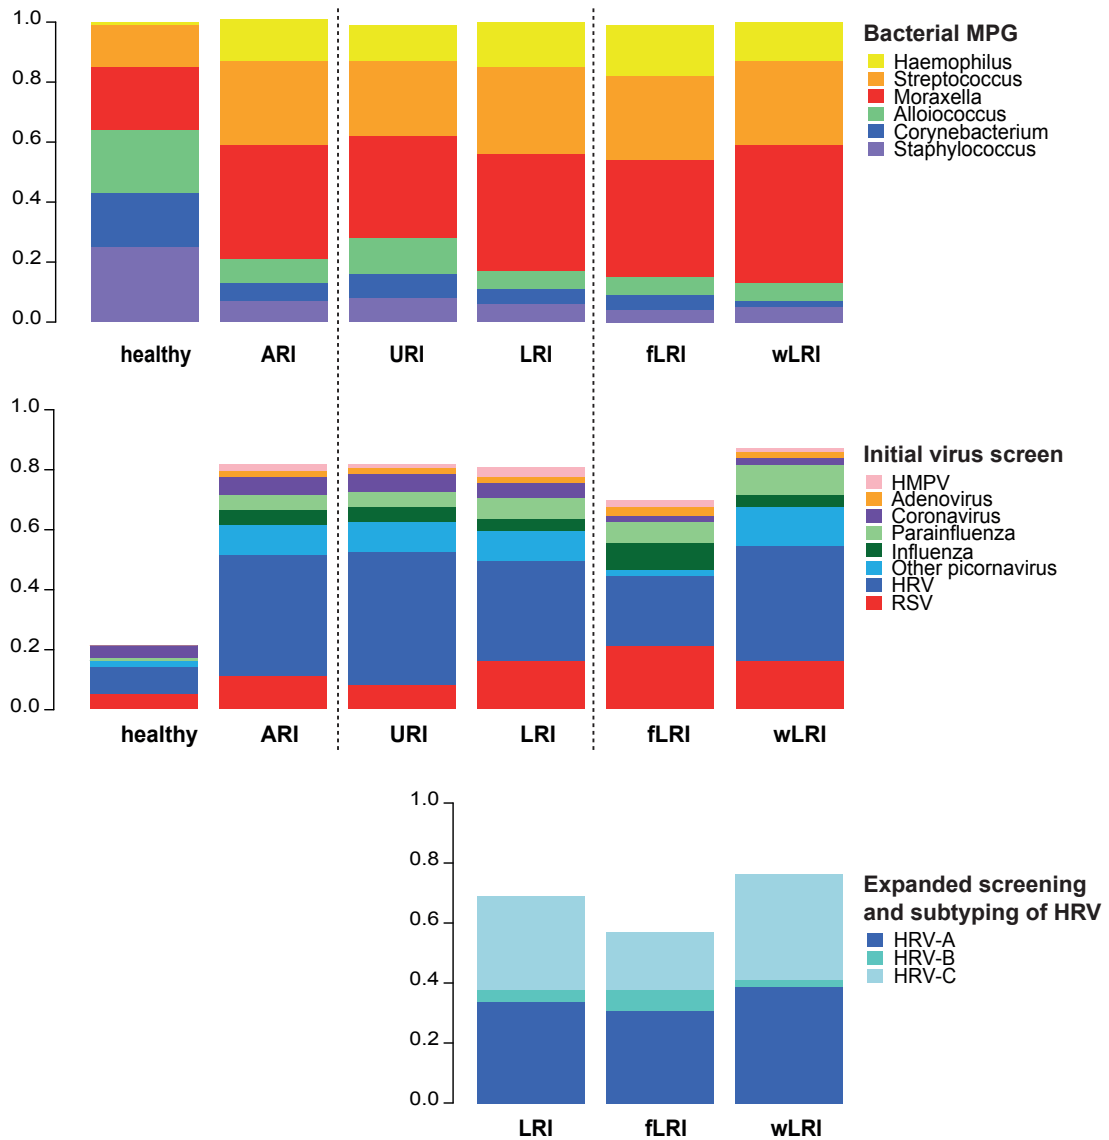 1.0
0.8
0.6
0.4
0.2
0.0
healthy ARI URI LRI fLRI wLRI
Bacterial MPG
Haemophilus
Streptococcus
Moraxella
Alloiococcus
Corynebacterium
Staphylococcus
1.0
0.8
0.6
0.4
0.2
0.0
healthy ARI URI LRI fLRI wLRI
Initial virus screen
HMPV
Adenovirus
Coronavirus
Parainfluenza
Influenza
Other picornavirus
HRV
RSV
1.0
0.8
0.6
0.4
0.2
0.0
LRI fLRI wLRI
Expanded screening
and subtyping of HRV
HRV-A
HRV-B
HRV-C